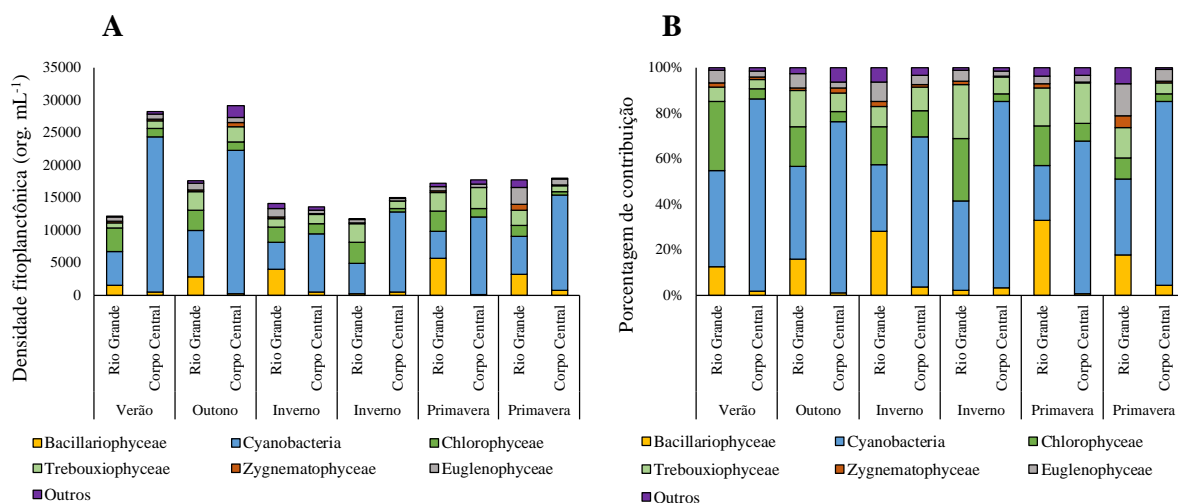 A
Densidade fitoplanctônica (org. mL-1)
35000
30000
25000
20000
15000
10000
5000
0
Rio Grande
Corpo Central
Rio Grande
Corpo Central
Rio Grande
Corpo Central
Rio Grande
Corpo Central
Rio Grande
Corpo Central
Rio Grande
Corpo Central
Verão Outono Inverno Inverno Primavera Primavera
Bacillariophyceae Cyanobacteria Chlorophyceae
Trebouxiophyceae Zygnematophyceae Euglenophyceae
Outros
B
Porcentagem de contribuição
100%
80%
60%
40%
20%
0%
Rio Grande
Corpo Central
Rio Grande
Corpo Central
Rio Grande
Corpo Central
Rio Grande
Corpo Central
Rio Grande
Corpo Central
Rio Grande
Corpo Central
Verão Outono Inverno Inverno Primavera Primavera
Bacillariophyceae Cyanobacteria Chlorophyceae
Trebouxiophyceae Zygnematophyceae Euglenophyceae
Outros